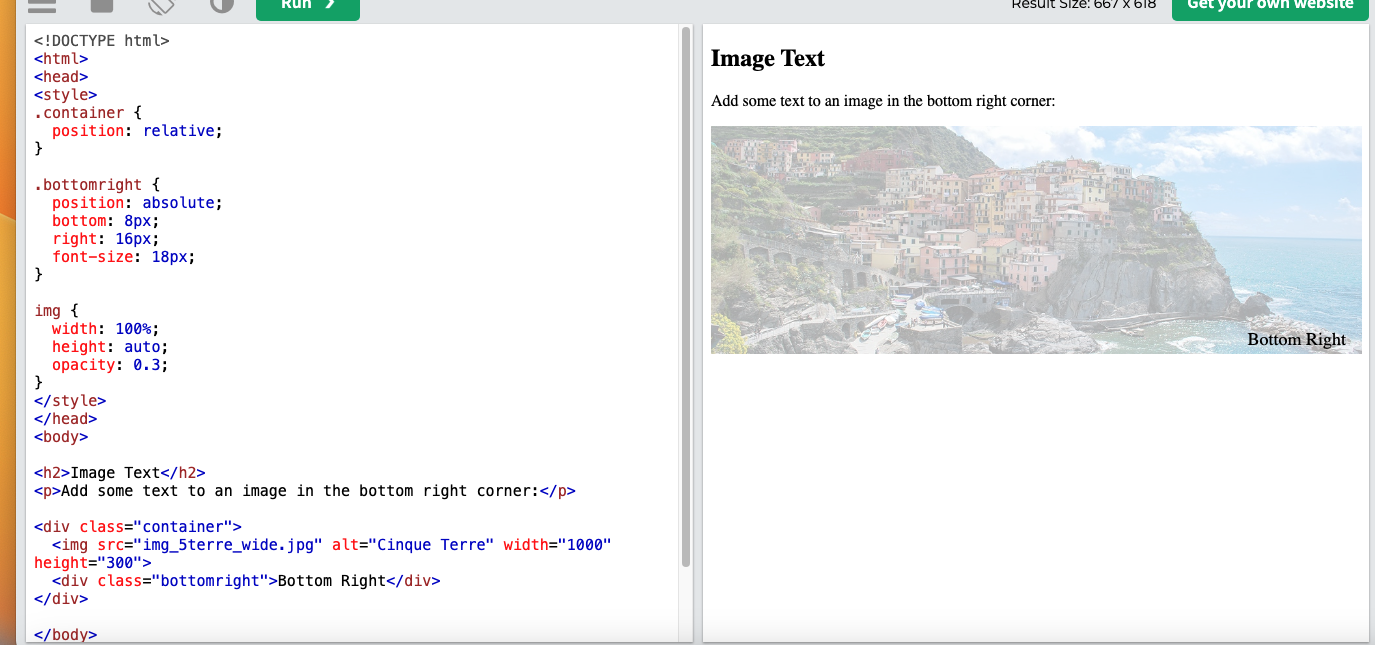 Run ❯
Result Size: 667 x 618
Get your own website
<!DOCTYPE html>
<html>
<head>
<style>
.container {
  position: relative;
}

.bottomright {
  position: absolute;
  bottom: 8px;
  right: 16px;
  font-size: 18px;
}

img {
  width: 100%;
  height: auto;
  opacity: 0.3;
}
</style>
</head>
<body>

<h2>Image Text</h2>
<p>Add some text to an image in the bottom right corner:</p>

<div class="container">
  <img src="img_5terre_wide.jpg" alt="Cinque Terre" width="1000"
height="300">
  <div class="bottomright">Bottom Right</div>
</div>

</body>
Image Text
Add some text to an image in the bottom right corner:
Bottom Right